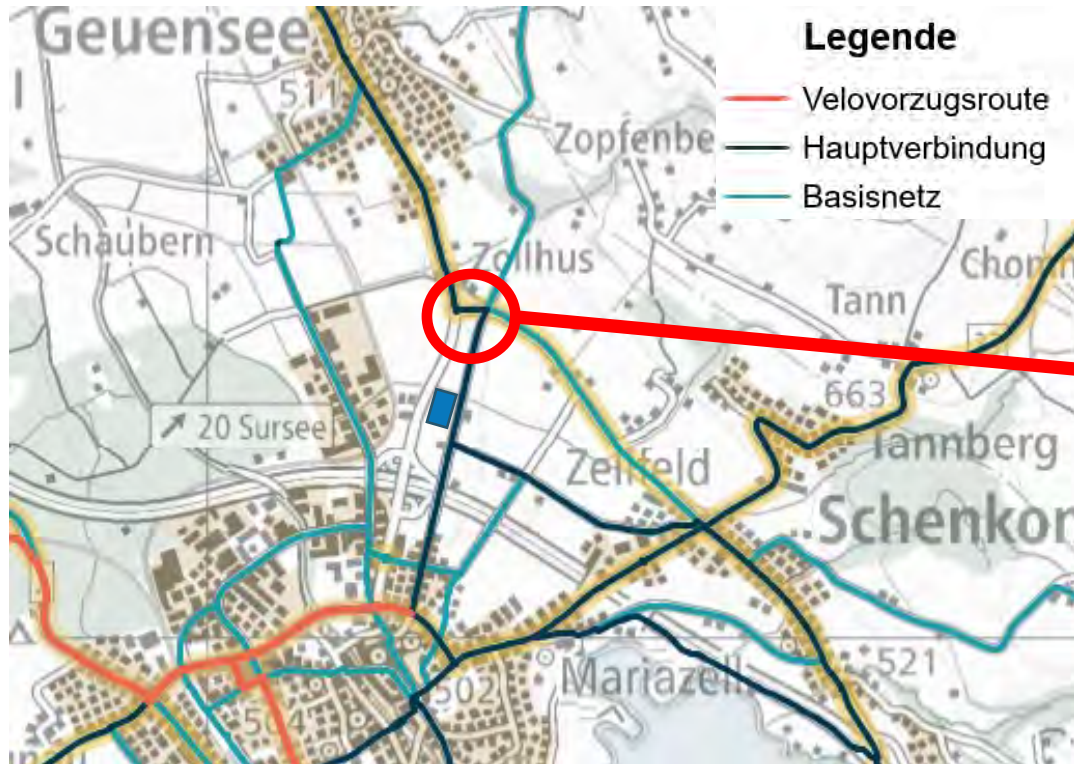 Geuensee
Legende
Velovorzugsroute
Hauptverbindung
Basisnetz
511
Zopfenbe
Schaubern
Zollhus
Chomm
Tann
663
20 Sursee
Zellfeld
Tannberg
Schenkon
Mariazell
521
502
504